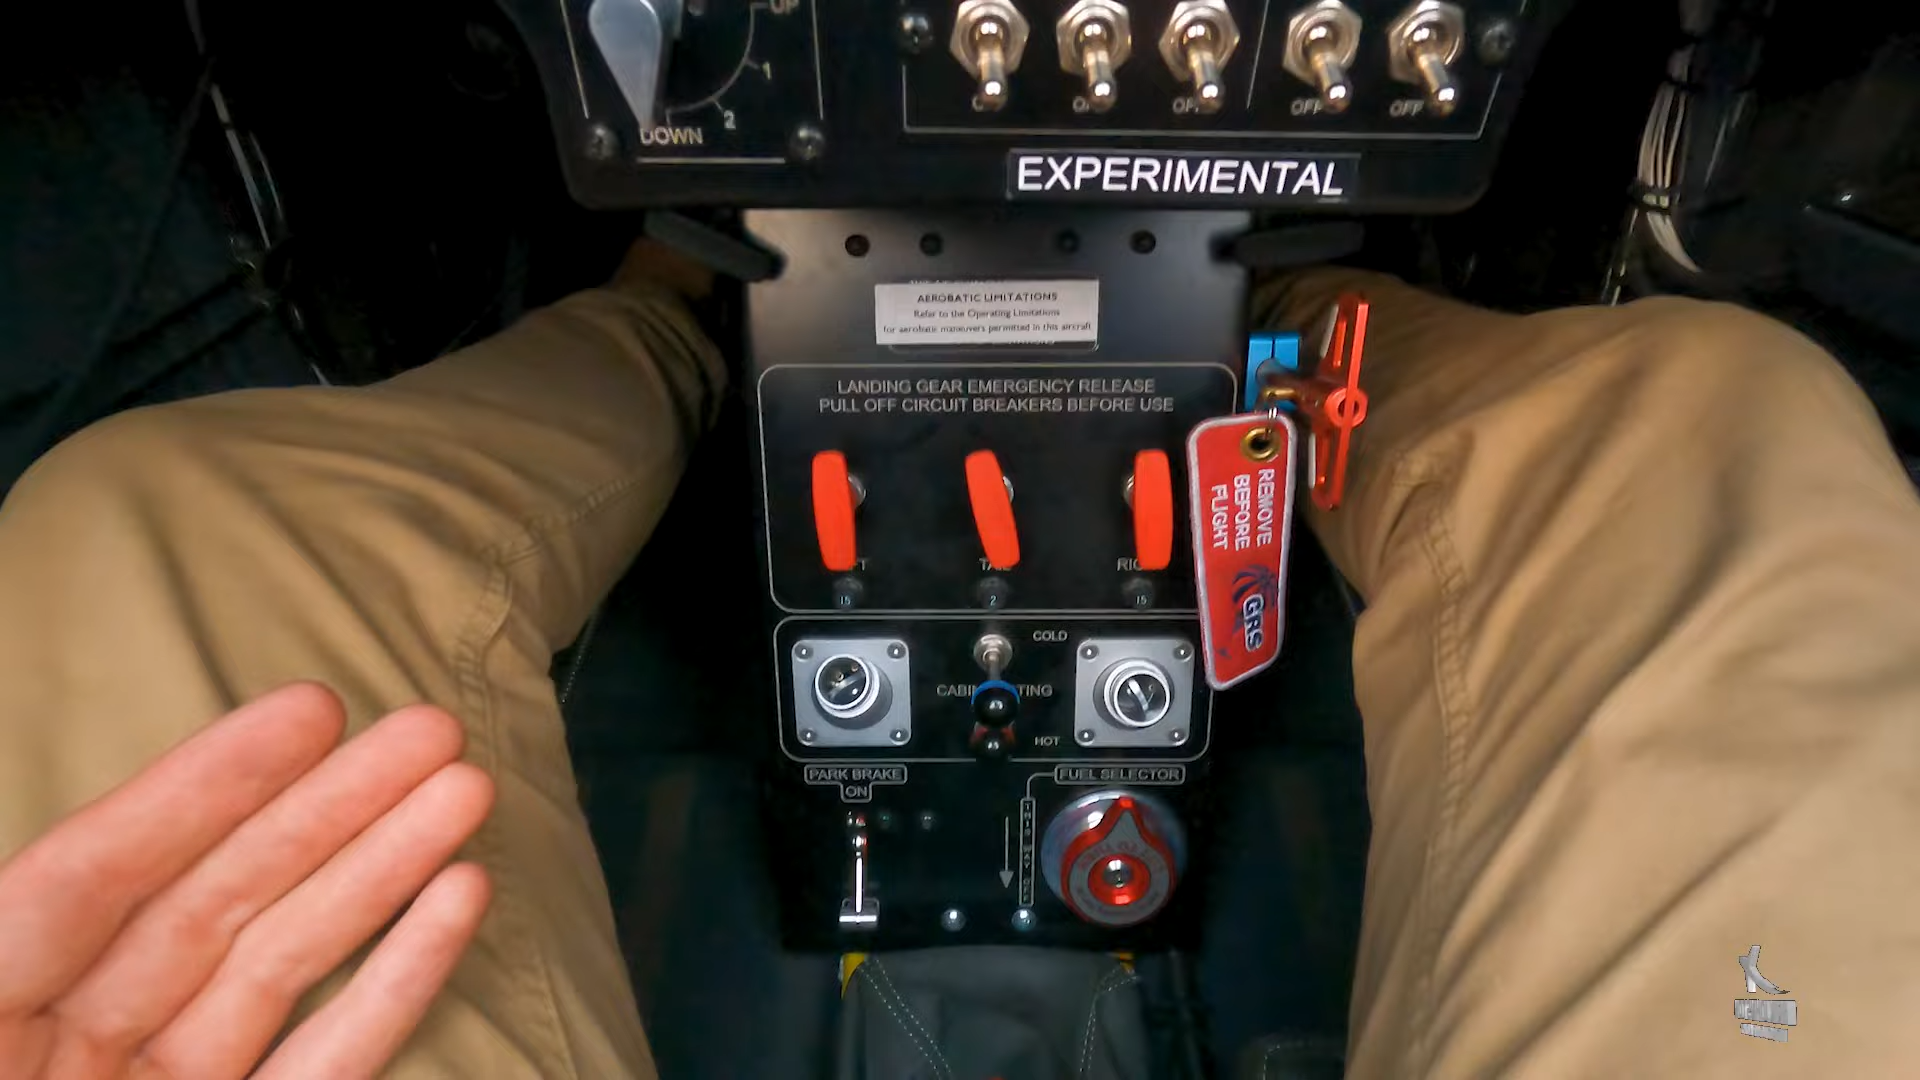 UP
1
2
DOWN
OFF
OFF
EXPERIMENTAL
AEROBATIC LIMITATIONS
Refer to the Operating Limitations
for aerobatic maneuvers permitted in this aircraft
LANDING GEAR EMERGENCY RELEASE
PULL OFF CIRCUIT BREAKERS BEFORE USE
REMOVE
BEFORE
FLIGHT
GRS
15
2
15
COLD
HOT
PARK BRAKE
ON
FUEL SELECTOR
THIS WAY OFF